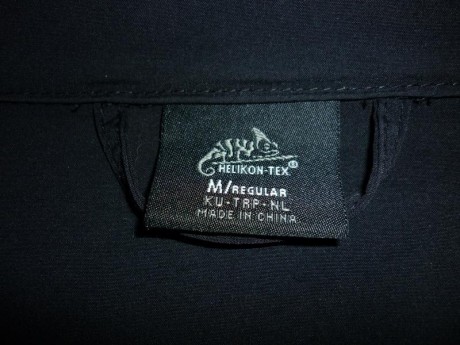 HELIKON-TEX®
M/REGULAR
KU-TRP-NL
MADE IN CHINA